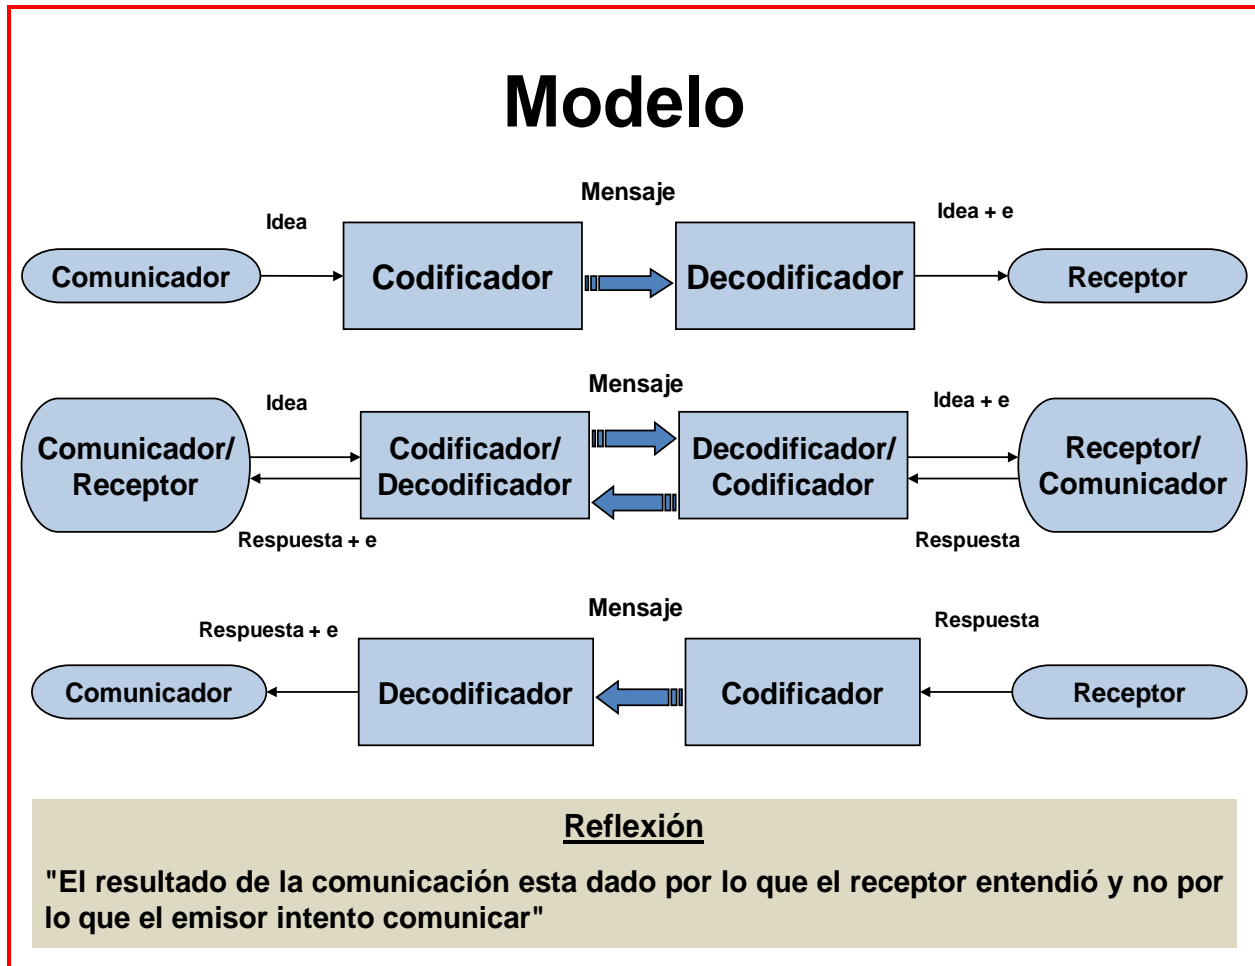 Modelo
Mensaje
Idea
Idea + e
Comunicador
Codificador
Decodificador
Receptor
Mensaje
Idea
Idea + e
Comunicador/
Receptor
Codificador/
Decodificador
Decodificador/
Codificador
Receptor/
Comunicador
Respuesta + e
Respuesta
Mensaje
Respuesta + e
Respuesta
Comunicador
Decodificador
Codificador
Receptor
Reflexión
"El resultado de la comunicación esta dado por lo que el receptor entendió y no por
lo que el emisor intento comunicar"